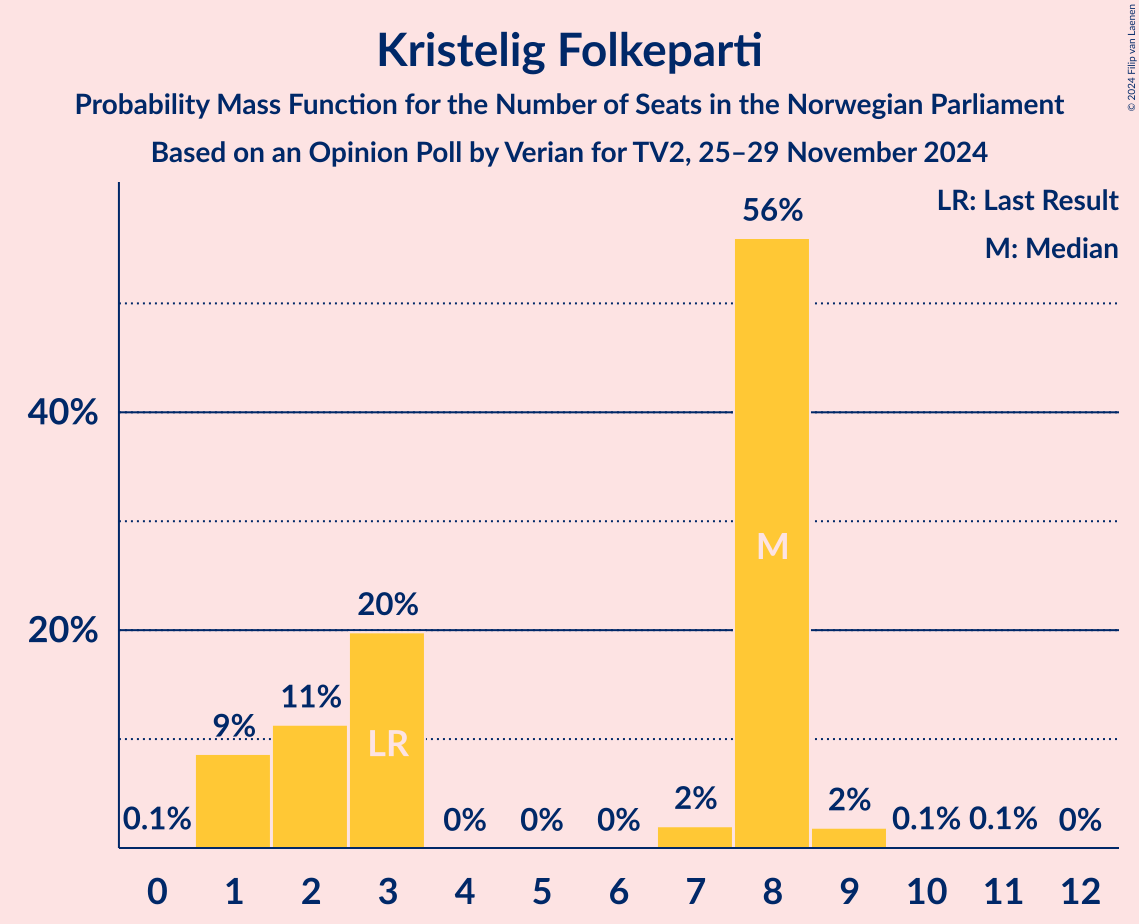 Kristelig Folkeparti
Probability Mass Function for the Number of Seats in the Norwegian Parliament
Based on an Opinion Poll by Verian for TV2, 25–29 November 2024
© 2024 Filip van Laenen
LR: Last Result
M: Median
56%
40%
M
20%
20%
11%
9%
LR
0.1%
0%
0%
0%
2%
2%
0.1%
0.1%
0%
0 1 2 3 4 5 6 7 8 9 10 11 12